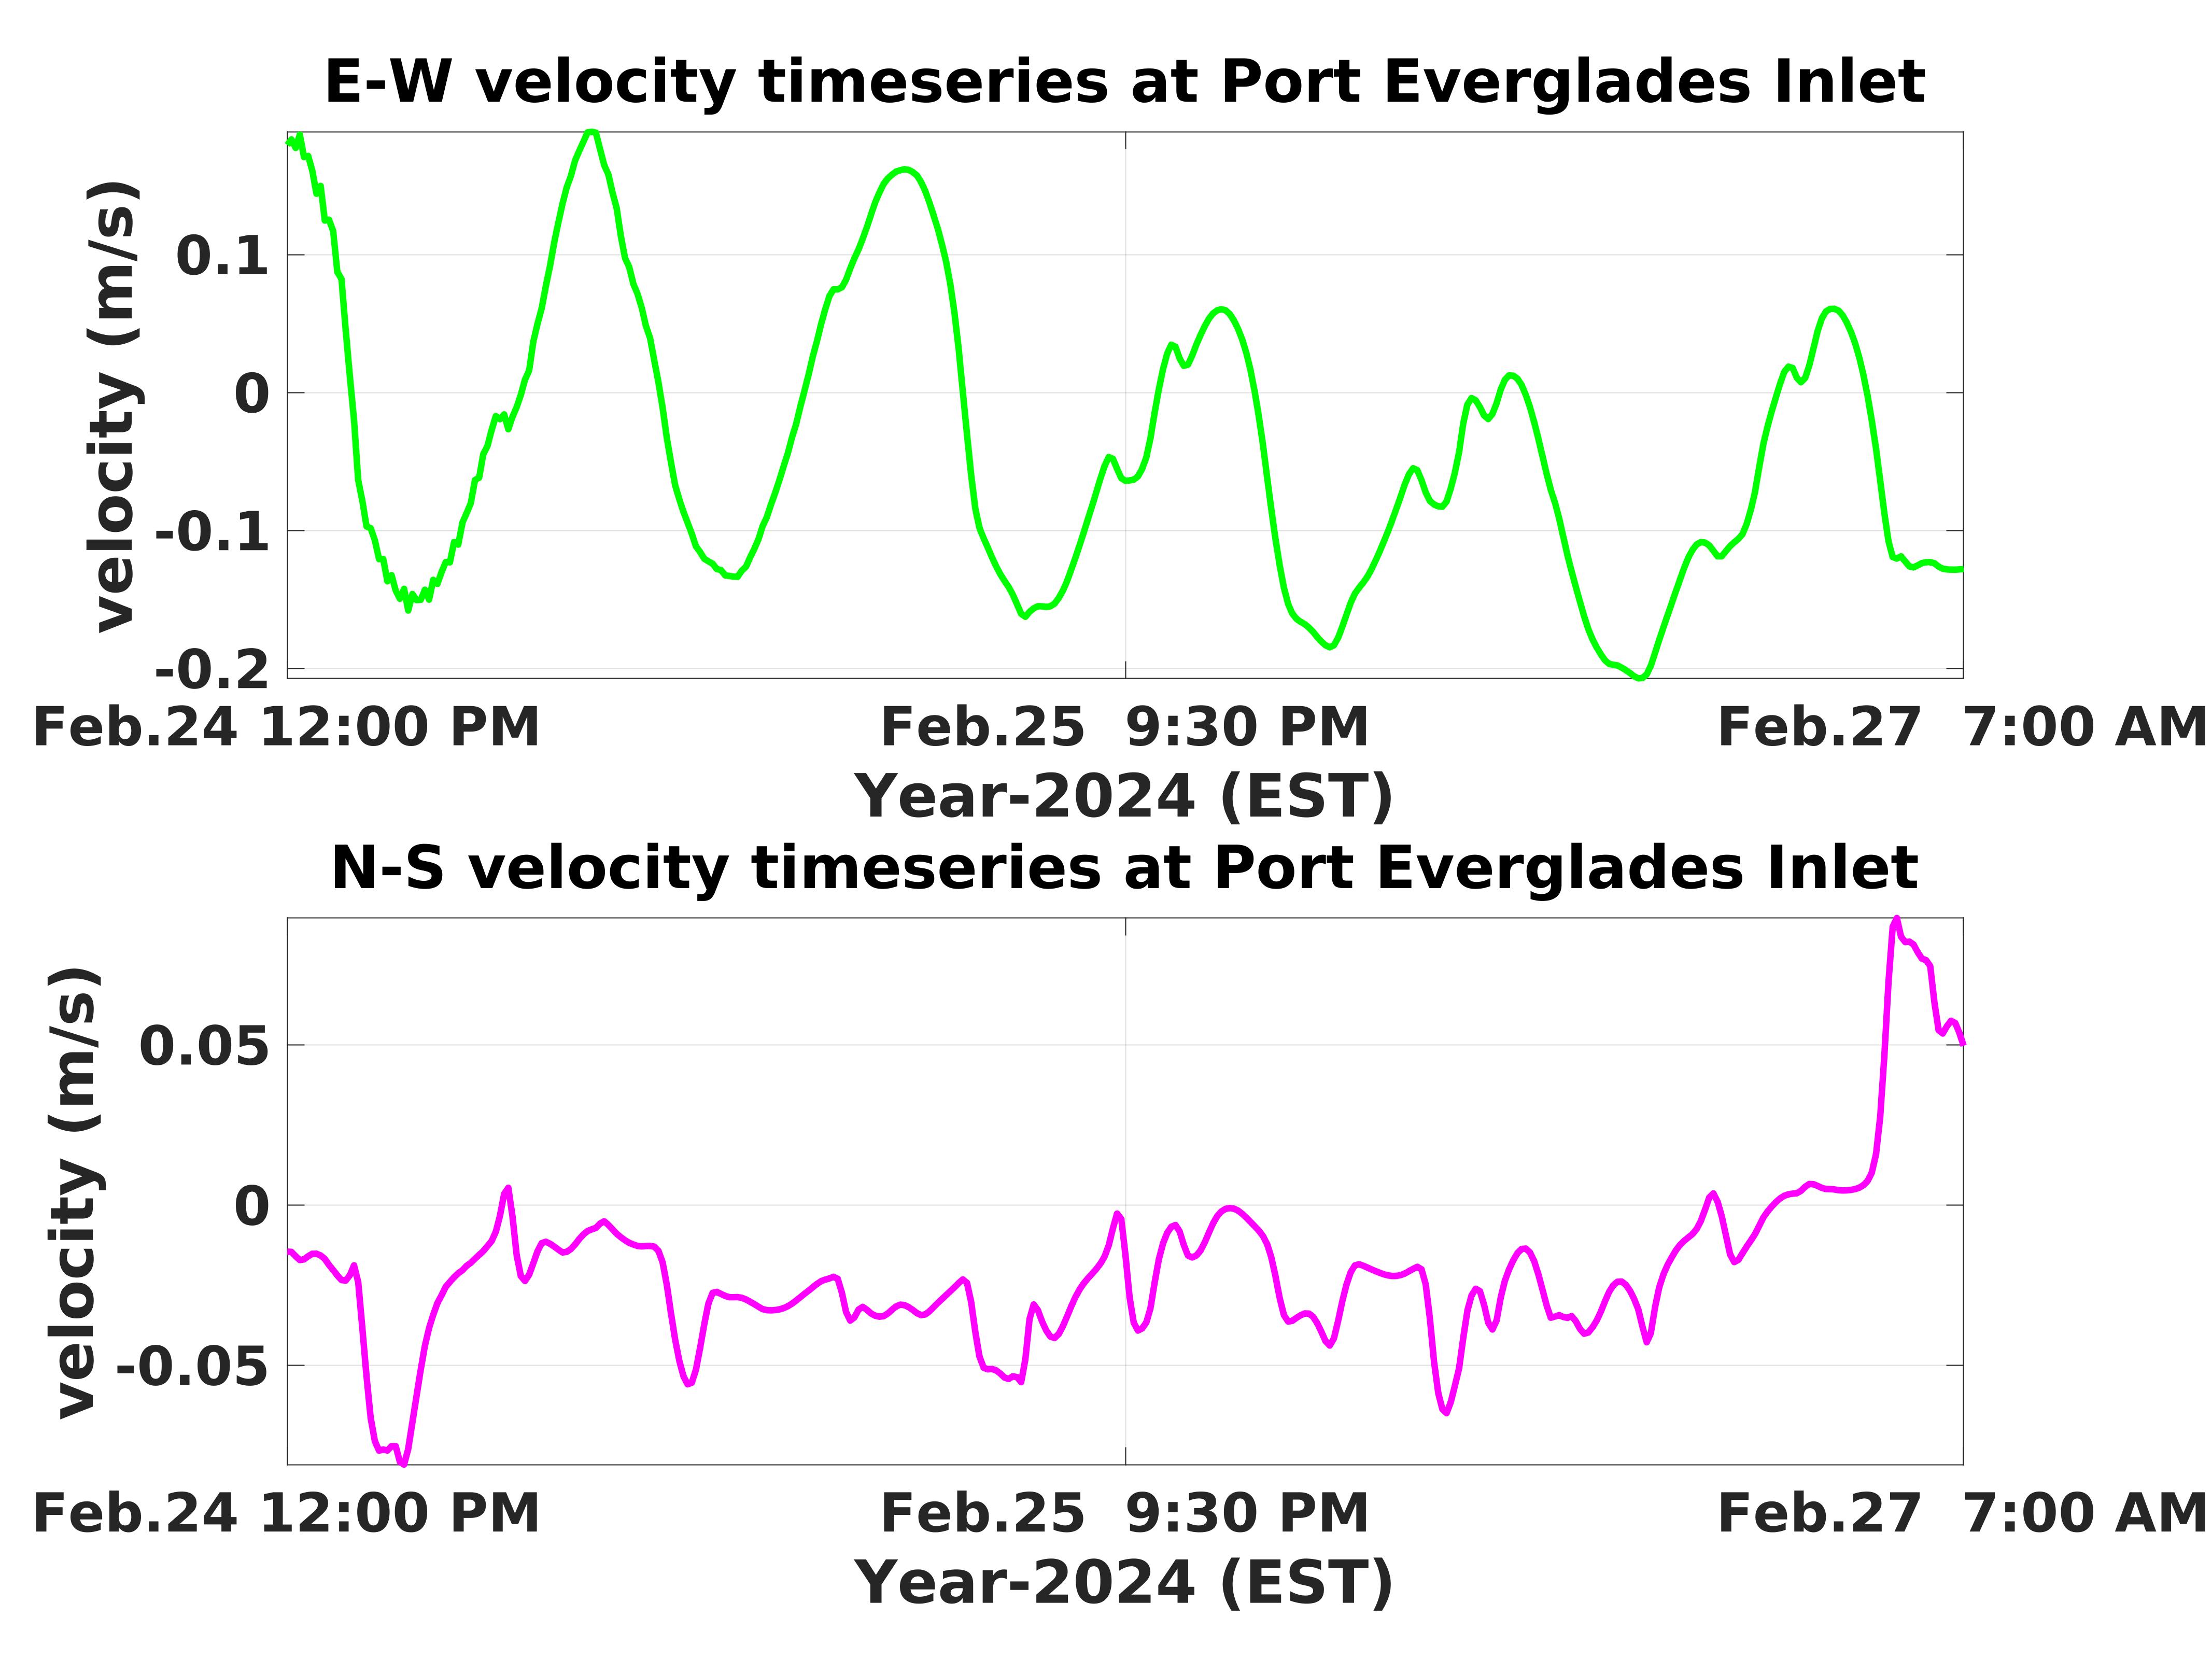 E-W velocity timeseries at Port Everglades Inlet
velocity (m/s)
0.1
0
-0.1
-0.2
Feb.24 12:00 PM Feb.25 9:30 PM Feb.27 7:00 AM
Year-2024 (EST)
N-S velocity timeseries at Port Everglades Inlet
velocity (m/s)
0.05
0
-0.05
Feb.24 12:00 PM Feb.25 9:30 PM Feb.27 7:00 AM
Year-2024 (EST)